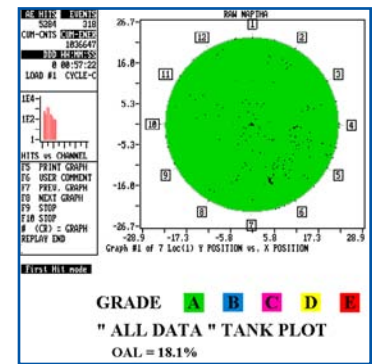 AE HITS EVENTS
5284 318
CUM-CNTS CUM-ENER
1036647
DDD HH:MM:SS
0 00:57:22
LOAD #1 CYCLE-C
1E4
1E2
1
HITS vs CHANNEL
F5 PRINT GRAPH
F6 USER COMMENT
F7 PREV. GRAPH
F8 NEXT GRAPH
F9 STOP
F10 STOP
# (CR) = GRAPH
REPLAY END
First Hit mode
RAW NAPTHA
26.7
16.0
5.3
-5.3
-16.0
-26.7
1
2
3
4
5
6
7
8
9
10
11
12
-28.9 -17.3 -5.8 5.8 17.3 28.9
Graph #1 of 7 Loc(1) Y POSITION vs. X POSITION
GRADE A B C D E
" ALL DATA " TANK PLOT
OAL = 18.1%